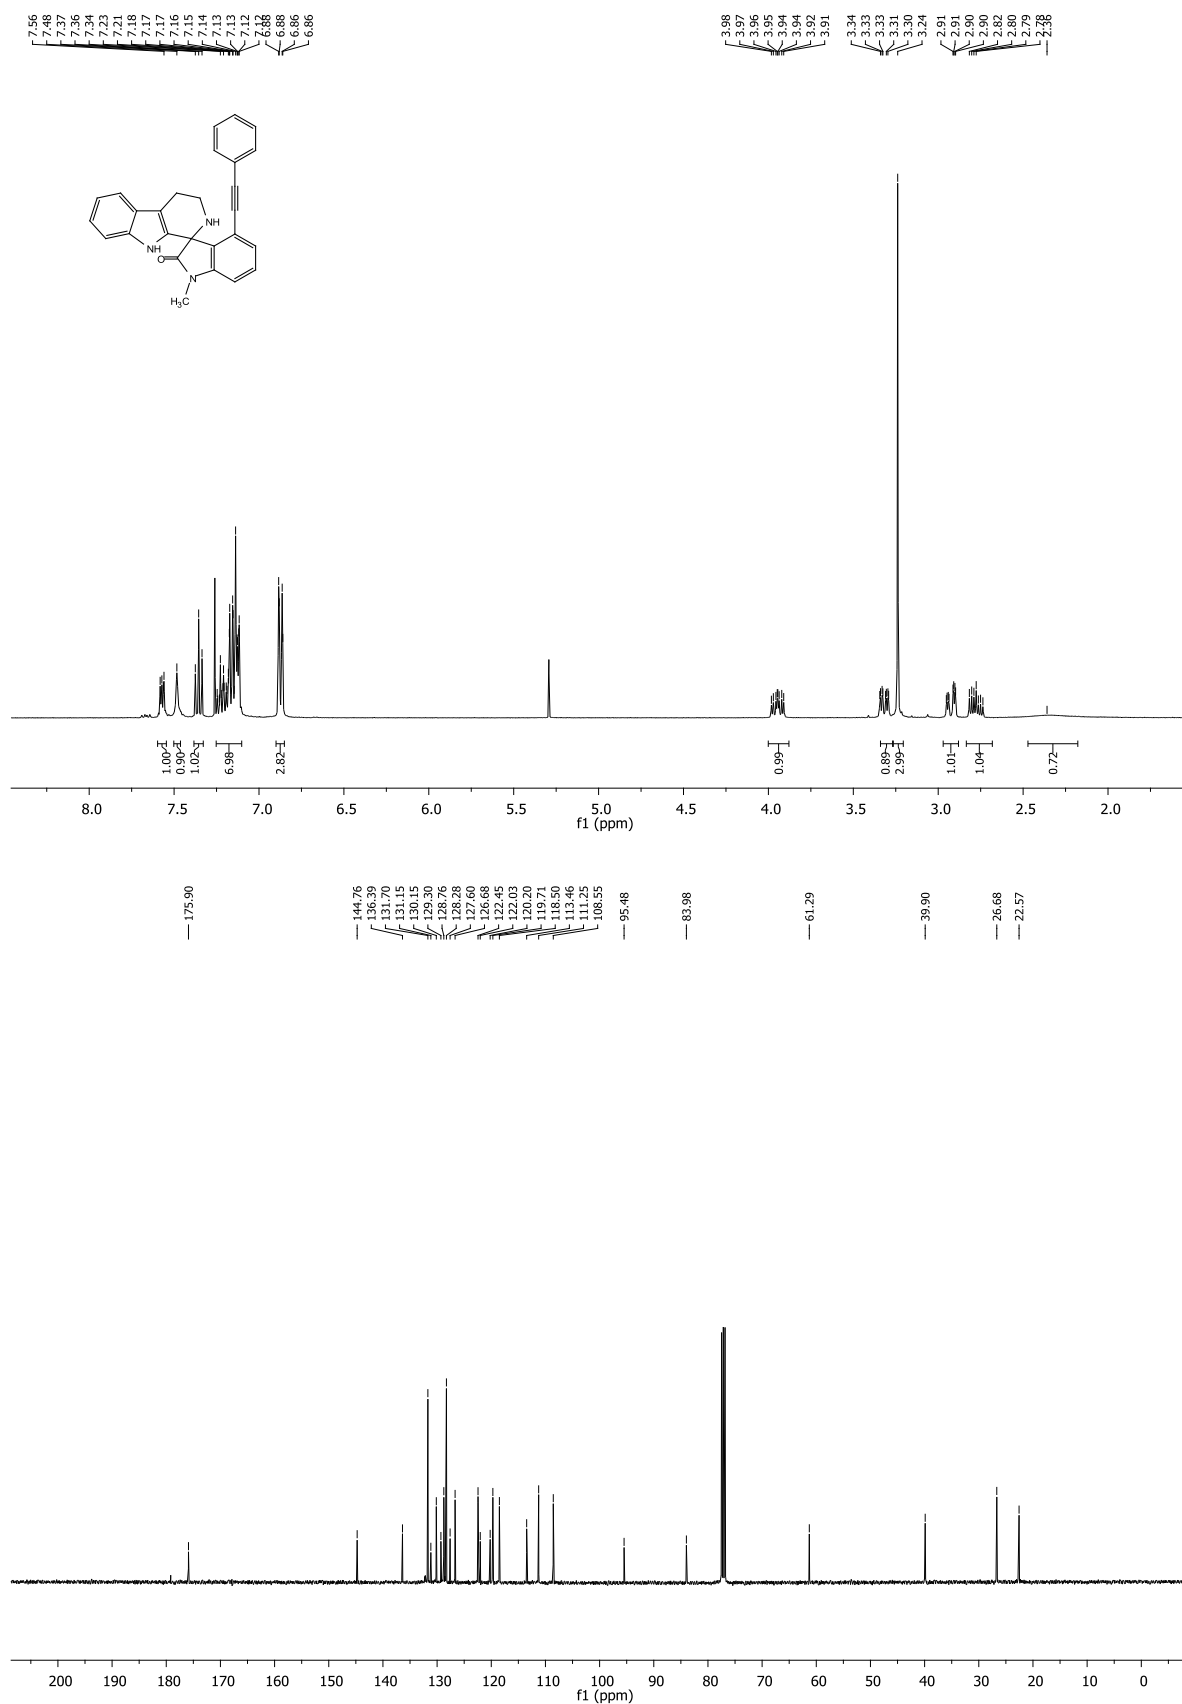 7.56 7.48 7.37 7.36 7.34 7.23 7.21 7.18 7.17 7.17 7.16 7.15 7.14 7.13 7.13 7.12 7.12 6.88 6.88 6.86 6.86 3.98 3.97 3.96 3.95 3.94 3.94 3.92 3.91 3.34 3.33 3.33 3.31 3.30 3.24 2.91 2.91 2.90 2.90 2.82 2.80 2.79 2.78 2.36
NH
NH
O
N
H₃C
1.00 0.90 1.02 6.98 2.82 0.99 0.89 2.99 1.01 1.04 0.72
8.0 7.5 7.0 6.5 6.0 5.5 5.0 4.5 4.0 3.5 3.0 2.5 2.0
f1 (ppm)
175.90 144.76 136.39 131.70 131.15 130.15 129.30 128.76 128.28 127.60 126.68 122.45 122.03 120.20 119.71 118.50 113.46 111.25 108.55 95.48 83.98 61.29 39.90 26.68 22.57
200 190 180 170 160 150 140 130 120 110 100 90 80 70 60 50 40 30 20 10 0
f1 (ppm)